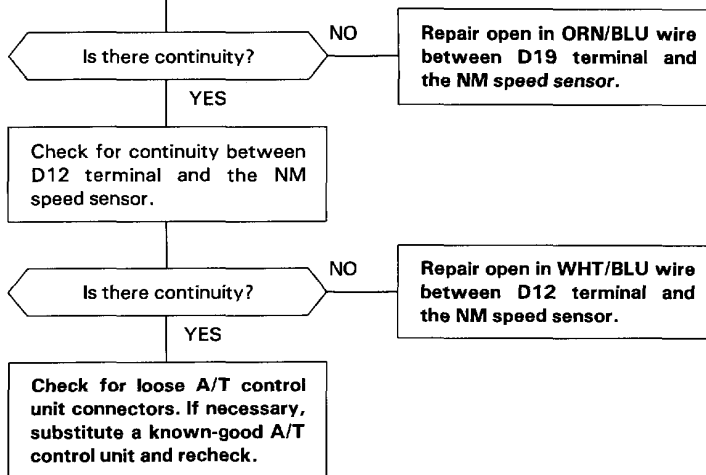 Is there continuity?
NO
Repair open in ORN/BLU wire
between D19 terminal and
the NM speed sensor.
YES
Check for continuity between
D12 terminal and the NM
speed sensor.
Is there continuity?
NO
Repair open in WHT/BLU wire
between D12 terminal and
the NM speed sensor.
YES
Check for loose A/T control
unit connectors. If necessary,
substitute a known-good A/T
control unit and recheck.